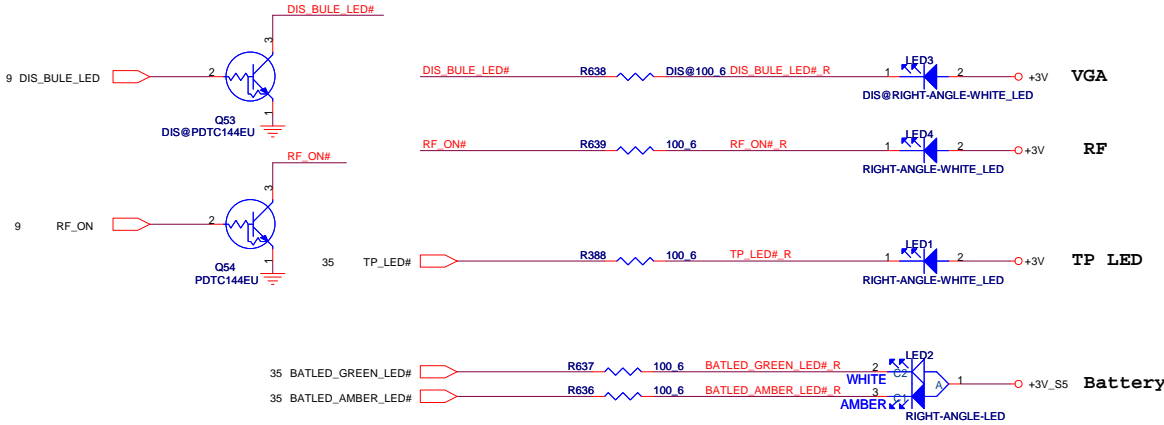 DIS_BULE_LED#
3
9 DIS_BULE_LED
2
1
Q53
DIS@PDTC144EU
DIS_BULE_LED#
R638
DIS@100_6
DIS_BULE_LED#_R
LED3
1
2
+3V
VGA
DIS@RIGHT-ANGLE-WHITE_LED
RF_ON#
R639
100_6
RF_ON#_R
LED4
1
2
+3V
RF
RIGHT-ANGLE-WHITE_LED
RF_ON#
3
9 RF_ON
2
1
Q54
PDTC144EU
35 TP_LED#
R388
100_6
TP_LED#_R
LED1
1
2
+3V
TP LED
RIGHT-ANGLE-WHITE_LED
35 BATLED_GREEN_LED#
R637
100_6
BATLED_GREEN_LED#_R
2
WHITE
LED2
C2
35 BATLED_AMBER_LED#
R636
100_6
BATLED_AMBER_LED#_R
3
AMBER
C1
A
1
+3V_S5
Battery
RIGHT-ANGLE-LED